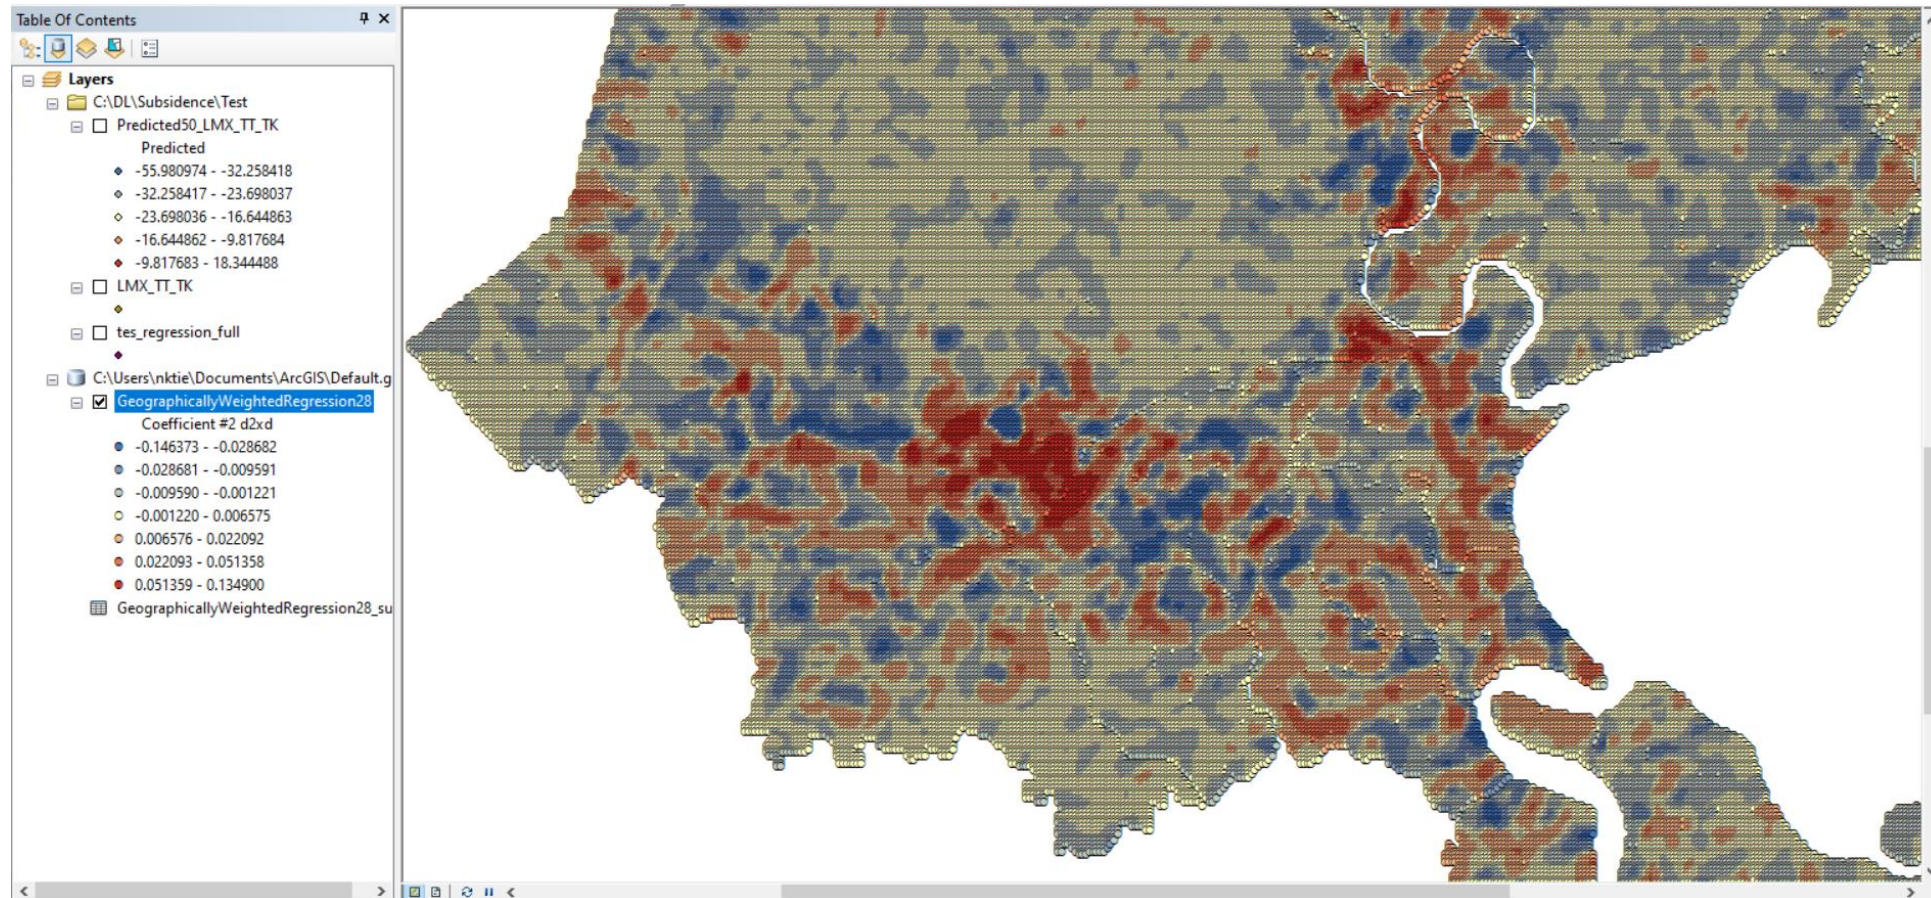 Table Of Contents
Layers
C:\DL\Subsidence\Test
Predicted50_LMX_TT_TK
Predicted
-55.980974 - -32.258418
-32.258417 - -23.698037
-23.698036 - -16.644863
-16.644862 - -9.817684
-9.817683 - 18.344488
LMX_TT_TK
tes_regression_full
C:\Users\nktie\Documents\ArcGIS\Default.g
GeographicallyWeightedRegression28
Coefficient #2 d2xd
-0.146373 - -0.028682
-0.028681 - -0.009591
-0.009590 - -0.001221
-0.001220 - 0.006575
0.006576 - 0.022092
0.022093 - 0.051358
0.051359 - 0.134900
GeographicallyWeightedRegression28_su